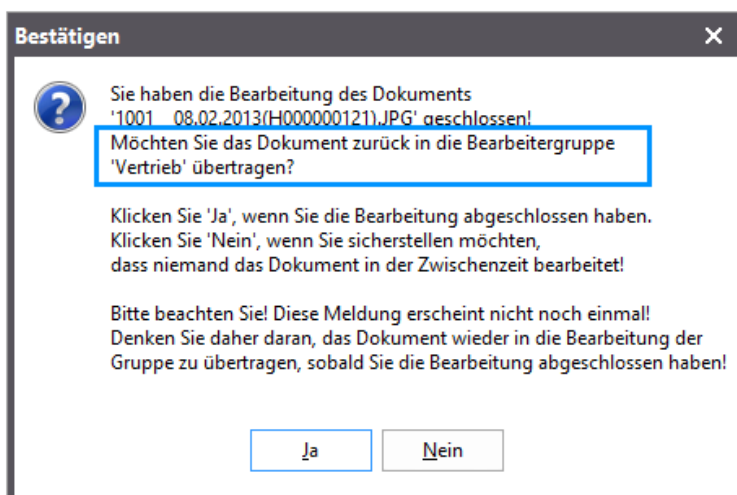 Bestätigen
Sie haben die Bearbeitung des Dokuments
'1001 08.02.2013(H000000121).JPG' geschlossen!
Möchten Sie das Dokument zurück in die Bearbeitergruppe
'Vertrieb' übertragen?
Klicken Sie 'Ja', wenn Sie die Bearbeitung abgeschlossen haben.
Klicken Sie 'Nein', wenn Sie sicherstellen möchten,
dass niemand das Dokument in der Zwischenzeit bearbeitet!
Bitte beachten Sie! Diese Meldung erscheint nicht noch einmal!
Denken Sie daher daran, das Dokument wieder in die Bearbeitung der
Gruppe zu übertragen, sobald Sie die Bearbeitung abgeschlossen haben!
Ja
Nein